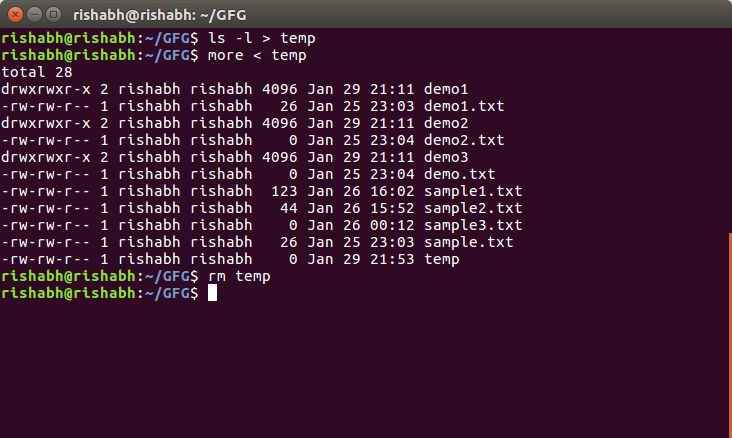 rishabh@rishabh: ~/GFG
rishabh@rishabh:~/GFG$ ls -l > temp
rishabh@rishabh:~/GFG$ more < temp
total 28
drwxrwxr-x 2 rishabh rishabh 4096 Jan 29 21:11 demo1
-rw-rw-r-- 1 rishabh rishabh   26 Jan 25 23:03 demo1.txt
drwxrwxr-x 2 rishabh rishabh 4096 Jan 29 21:11 demo2
-rw-rw-r-- 1 rishabh rishabh    0 Jan 25 23:04 demo2.txt
drwxrwxr-x 2 rishabh rishabh 4096 Jan 29 21:11 demo3
-rw-rw-r-- 1 rishabh rishabh    0 Jan 25 23:04 demo.txt
-rw-rw-r-- 1 rishabh rishabh  123 Jan 26 16:02 sample1.txt
-rw-rw-r-- 1 rishabh rishabh   44 Jan 26 15:52 sample2.txt
-rw-rw-r-- 1 rishabh rishabh    0 Jan 26 00:12 sample3.txt
-rw-rw-r-- 1 rishabh rishabh   26 Jan 25 23:03 sample.txt
-rw-rw-r-- 1 rishabh rishabh    0 Jan 29 21:53 temp
rishabh@rishabh:~/GFG$ rm temp
rishabh@rishabh:~/GFG$